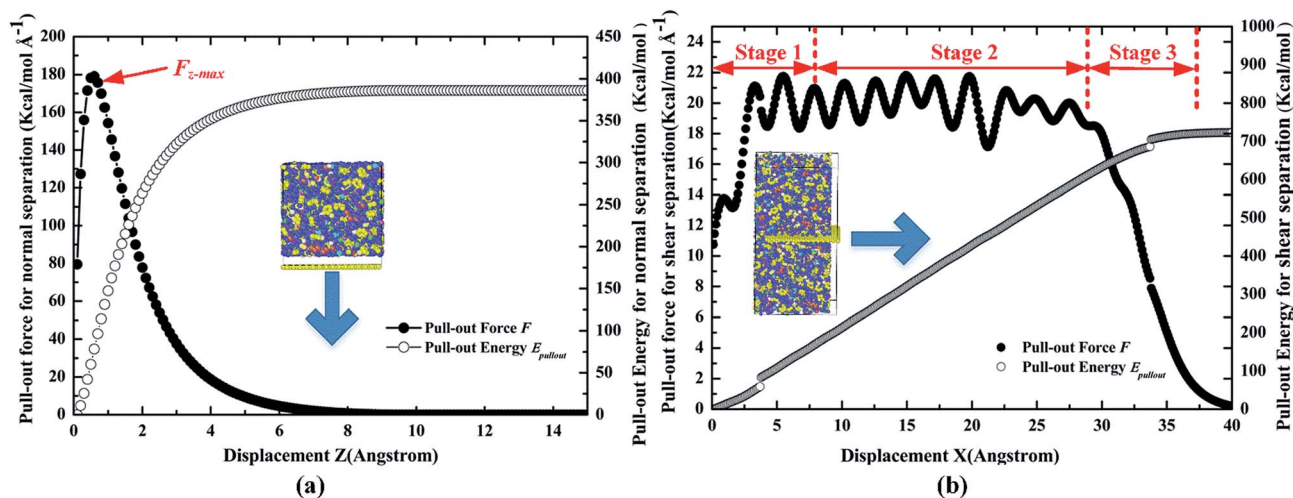 Pull-out force for normal separation (Kcal/mol Å⁻¹)
200
180
160
140
120
100
80
60
40
20
0
F z-max
Pull-out Force F
Pull-out Energy E pullout
450
400
350
300
250
200
150
100
50
0
Pull-out Energy for normal separation (Kcal/mol)
0 2 4 6 8 10 12 14
Displacement Z(Angstrom)
(a)
Pull-out force for shear separation(Kcal/mol Å⁻¹)
24
22
20
18
16
14
12
10
8
6
4
2
0
Stage 1 Stage 2 Stage 3
Pull-out Force F
Pull-out Energy E pullout
1000
900
800
700
600
500
400
300
200
100
0
Pull-out Energy for shear separation (Kcal/mol)
0 5 10 15 20 25 30 35 40
Displacement X(Angstrom)
(b)